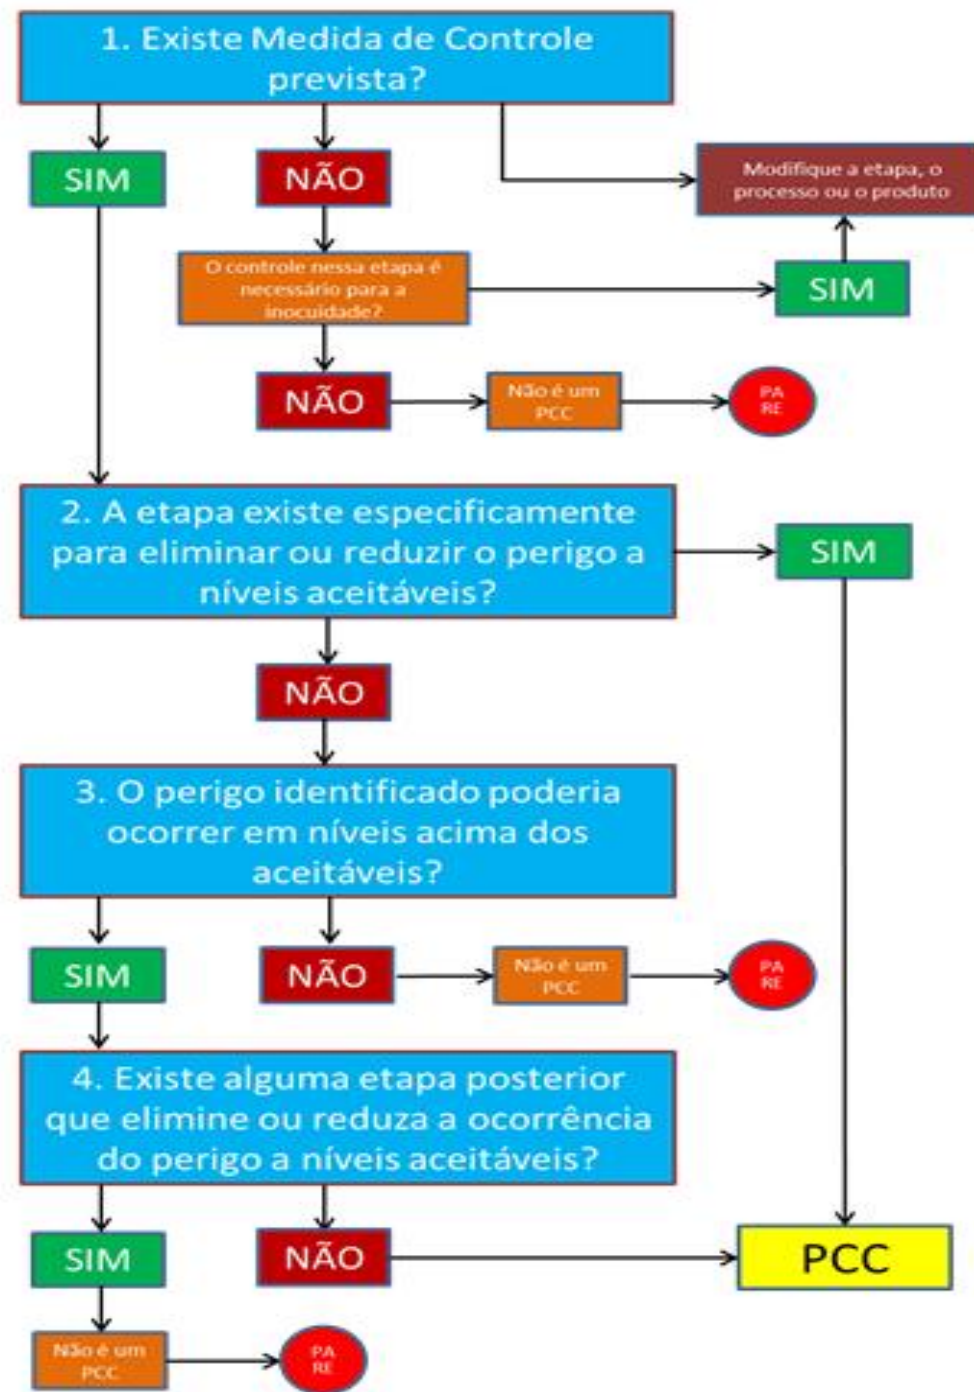 1. Existe Medida de Controle
prevista?
SIM
NÃO
Modifique a etapa, o
processo ou o produto
O controle nessa etapa é
necessário para a
inocuidade?
SIM
NÃO
Não é um
PCC
PA
RE
2. A etapa existe especificamente
para eliminar ou reduzir o perigo a
níveis aceitáveis?
SIM
NÃO
3. O perigo identificado poderia
ocorrer em níveis acima dos
aceitáveis?
SIM
NÃO
Não é um
PCC
PA
RE
4. Existe alguma etapa posterior
que elimine ou reduza a ocorrência
do perigo a níveis aceitáveis?
SIM
NÃO
PCC
Não é um
PCC
PA
RE